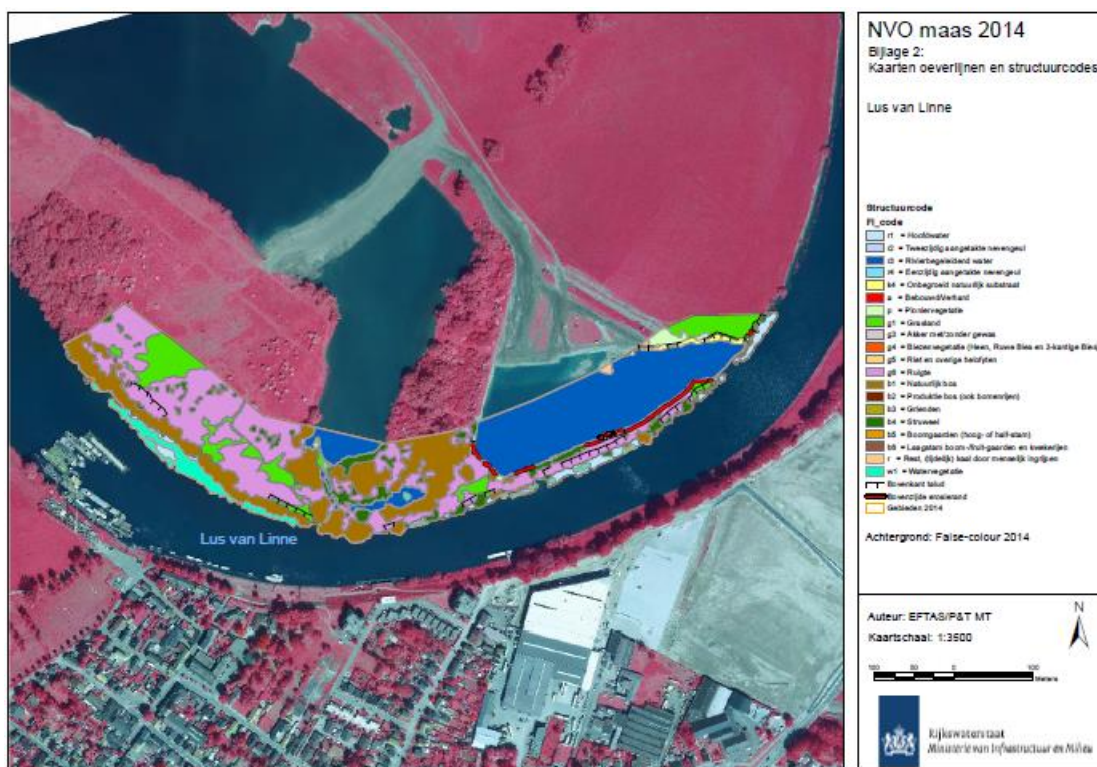 NVO maas 2014
Bijlage 2:
Kaarten oeverlijnen en structuurcodes
Lus van Linne
Structuurcode
Fl_code
r1 = Hoofdwater
r2 = Tweezijdig aangetakte nevengeul
r3 = Rivierbegeleidend water
r4 = Eenzijdig aangetakte nevengeul
k4 = Onbegroeid natuurlijk substraat
a = Bebouwd/Verhard
p = Pioniervegetatie
g1 = Grasland
g3 = Akker met/zonder gewas
g4 = Biezenvegetatie (Heen, Ruwe Bies en 3-kantige Bies)
g5 = Riet en overige helofyten
g6 = Ruigte
b1 = Natuurlijk bos
b2 = Produktie bos (ook bomenrijen)
b3 = Grienden
b4 = Struweel
b5 = Boomgaarden (hoog- of half-stam)
b6 = Laagstam boom-/fruit-gaarden en kwekerijen
r = Rest, (tijdelijk) kaal door menselijk ingrijpen
w1 = Watervegetatie
Bovenkant talud
Bovenzijde erosierand
Gebieden 2014
Achtergrond: False-colour 2014
Lus van Linne
Auteur: EFTAS/P&T MT
Kaartschaal: 1:3500
N
100 50 0 100
Meters
Rijkswaterstaat
Ministerie van Infrastructuur en Milieu